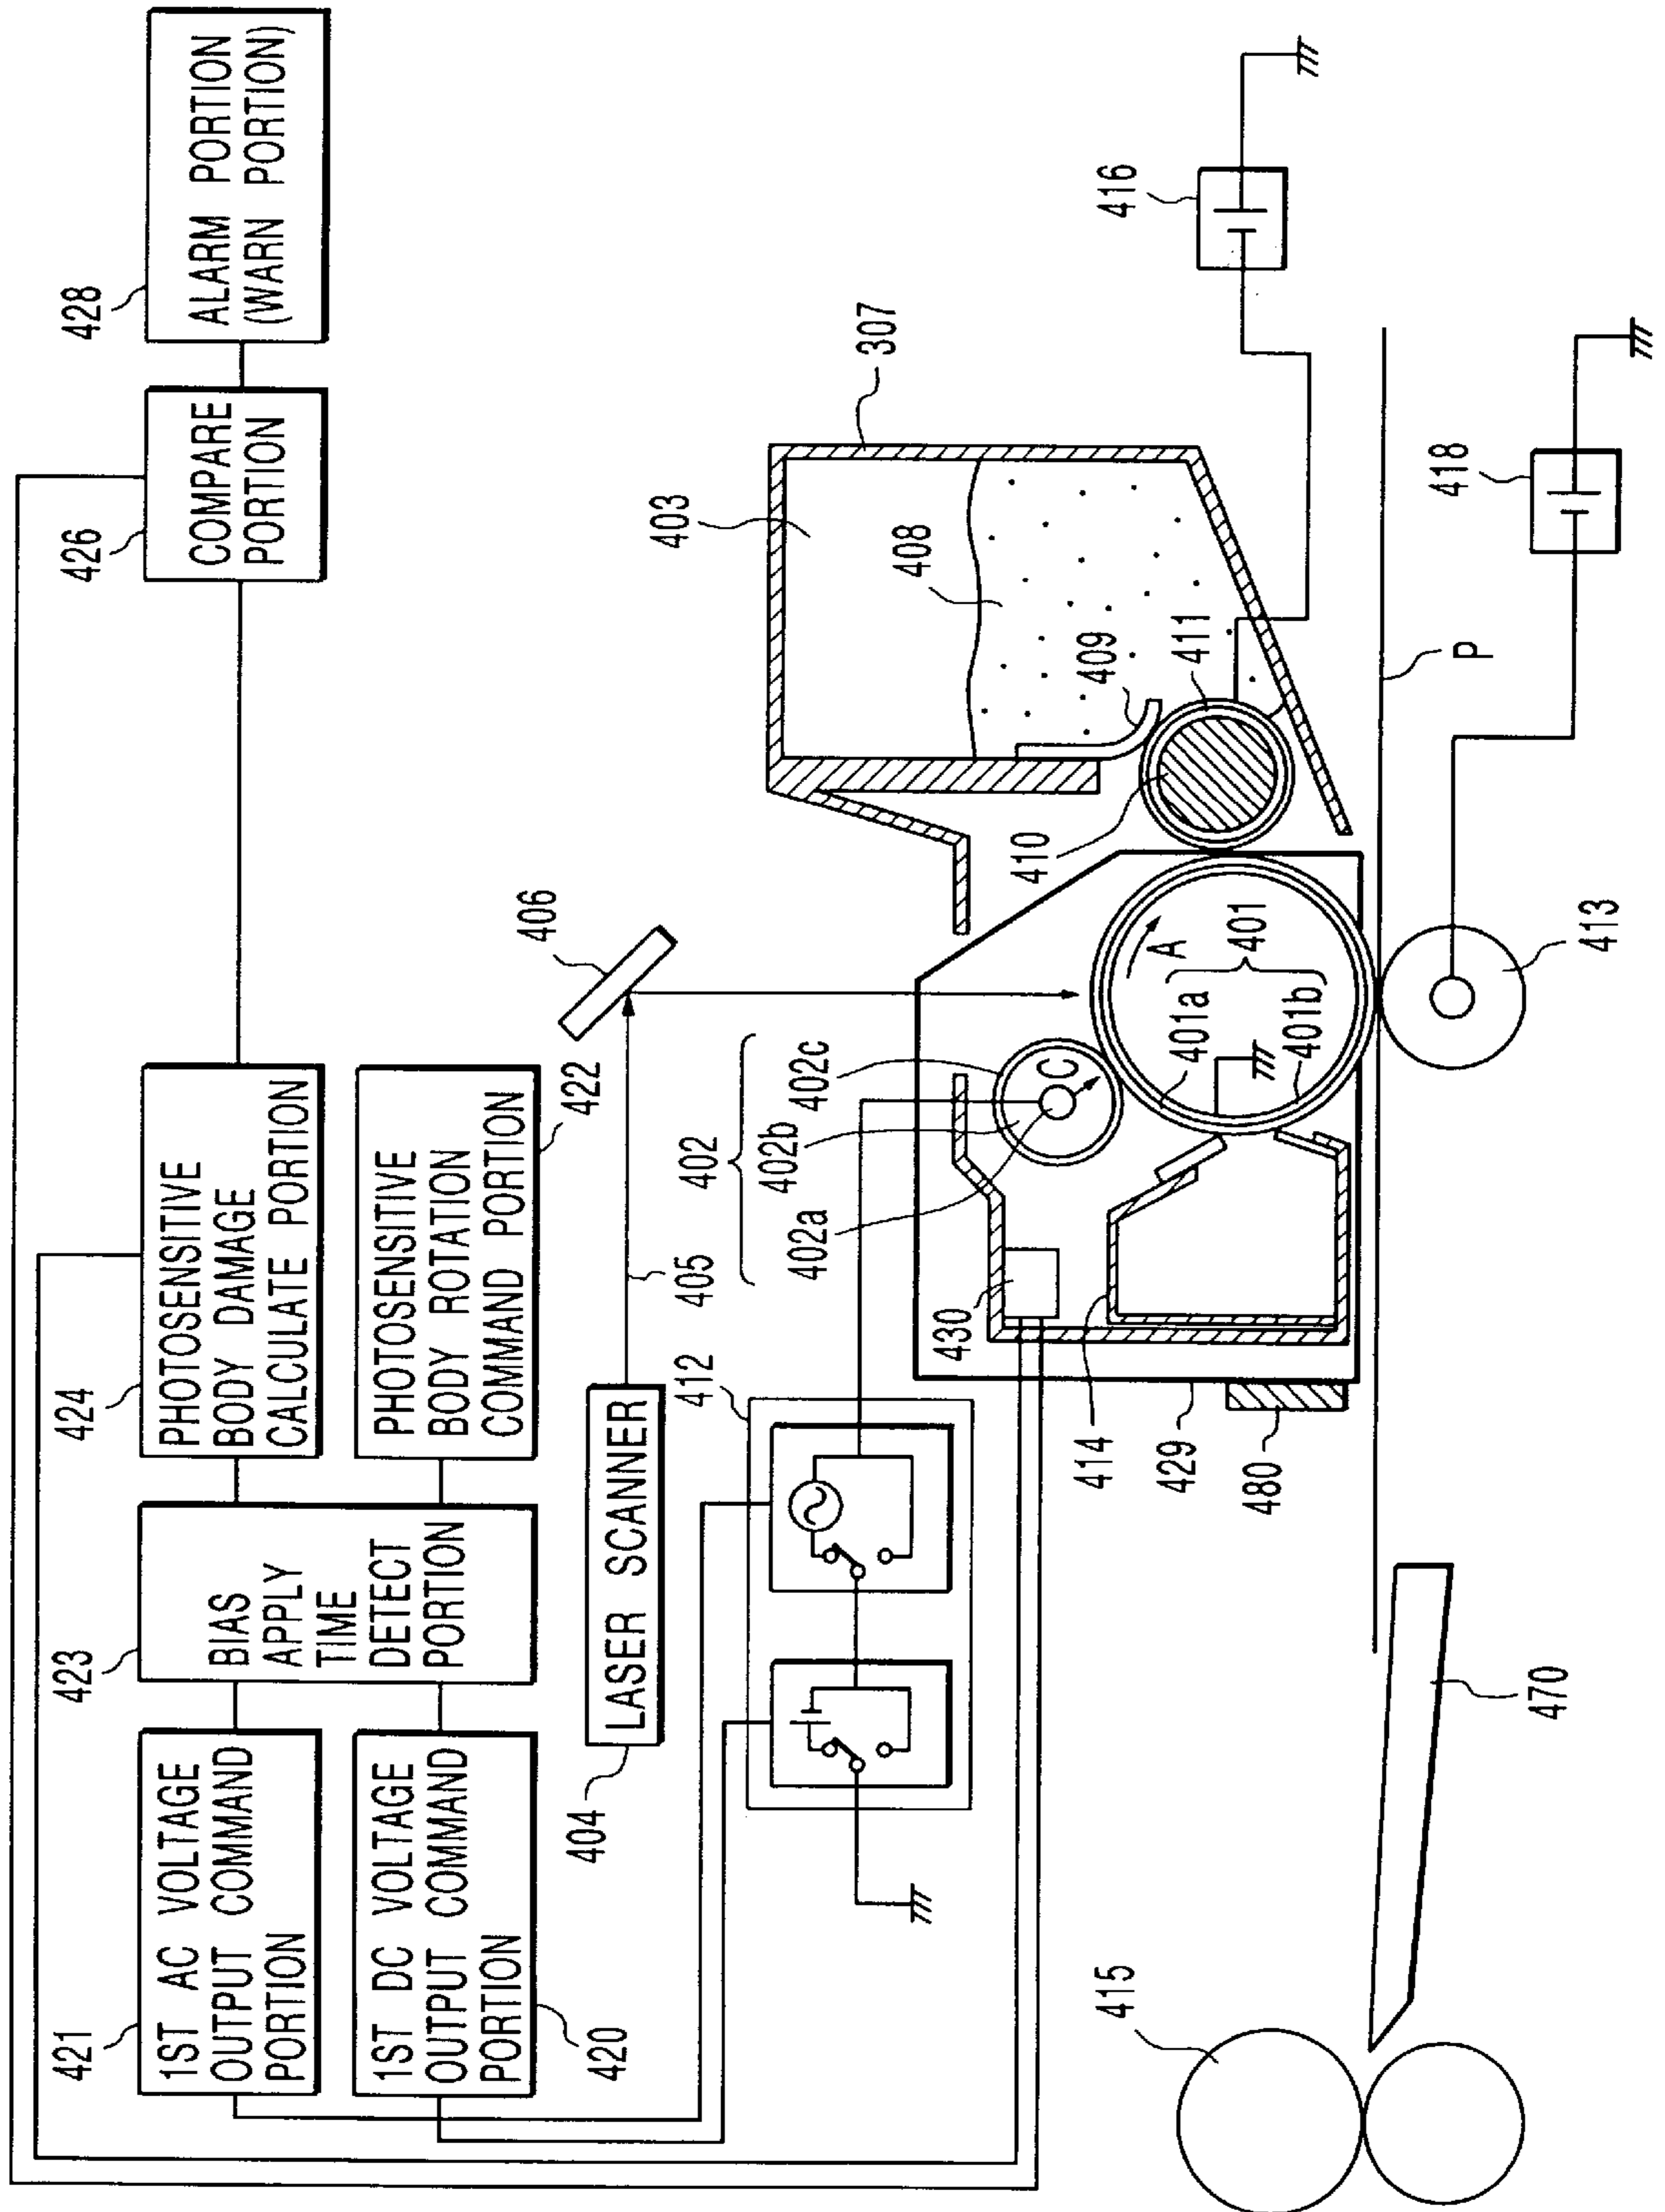 421
1ST AC VOLTAGE
OUTPUT COMMAND
PORTION
1ST DC VOLTAGE
OUTPUT COMMAND
PORTION
420
423
BIAS
APPLY
TIME
DETECT
PORTION
424
PHOTOSENSITIVE
BODY DAMAGE
CALCULATE PORTION
PHOTOSENSITIVE
BODY ROTATION
COMMAND PORTION
422
426
COMPARE
PORTION
428
ALARM PORTION
(WARN PORTION)
404
LASER SCANNER
405
406
412
402
402a
402b
402c
C
430
414
429
480
A
401
401a
401b
403
307
408
409
410
411
416
418
P
413
470
415